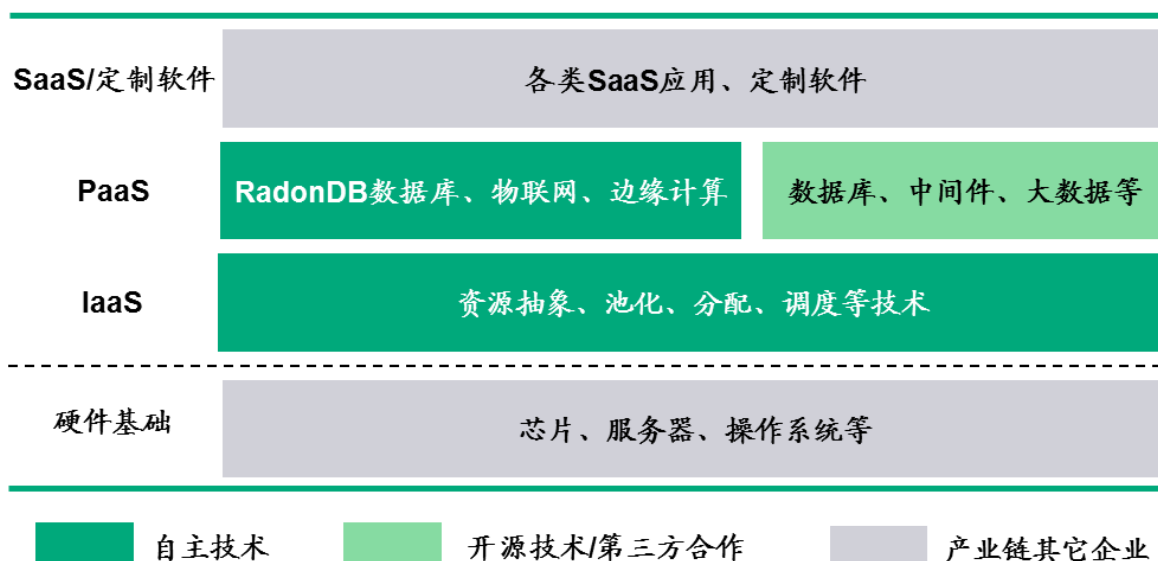 SaaS/定制软件
各类SaaS应用、定制软件
PaaS
RadonDB数据库、物联网、边缘计算
数据库、中间件、大数据等
IaaS
资源抽象、池化、分配、调度等技术
硬件基础
芯片、服务器、操作系统等
自主技术
开源技术/第三方合作
产业链其它企业